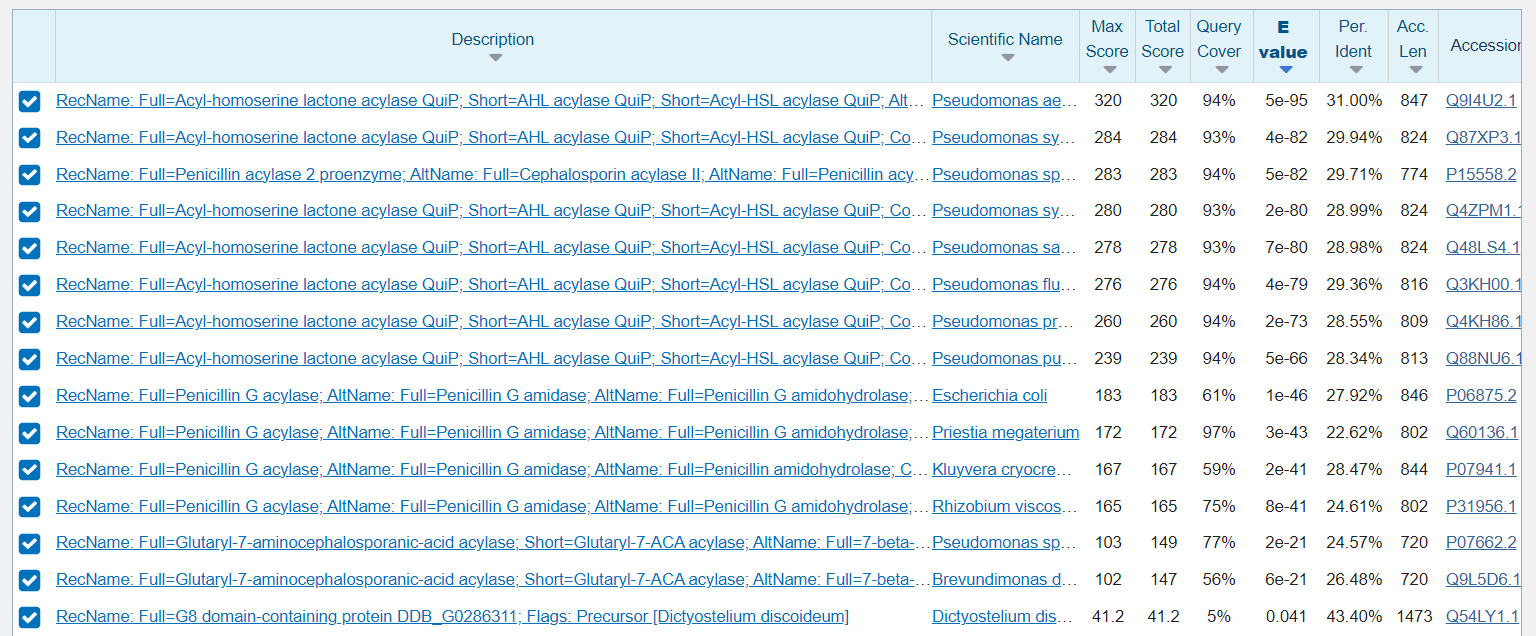 Description Scientific Name Max Score Total Score Query Cover E value Per. Ident Acc. Len Accession
RecName: Full=Acyl-homoserine lactone acylase QuiP; Short=AHL acylase QuiP; Short=Acyl-HSL acylase QuiP; Alt... Pseudomonas ae... 320 320 94% 5e-95 31.00% 847 Q9I4U2.1
RecName: Full=Acyl-homoserine lactone acylase QuiP; Short=AHL acylase QuiP; Short=Acyl-HSL acylase QuiP; Co... Pseudomonas sy... 284 284 93% 4e-82 29.94% 824 Q87XP3.1
RecName: Full=Penicillin acylase 2 proenzyme; AltName: Full=Cephalosporin acylase II; AltName: Full=Penicillin acy... Pseudomonas sp... 283 283 94% 5e-82 29.71% 774 P15558.2
RecName: Full=Acyl-homoserine lactone acylase QuiP; Short=AHL acylase QuiP; Short=Acyl-HSL acylase QuiP; Co... Pseudomonas sy... 280 280 93% 2e-80 28.99% 824 Q4ZPM1.1
RecName: Full=Acyl-homoserine lactone acylase QuiP; Short=AHL acylase QuiP; Short=Acyl-HSL acylase QuiP; Co... Pseudomonas sa... 278 278 93% 7e-80 28.98% 824 Q48LS4.1
RecName: Full=Acyl-homoserine lactone acylase QuiP; Short=AHL acylase QuiP; Short=Acyl-HSL acylase QuiP; Co... Pseudomonas flu... 276 276 94% 4e-79 29.36% 816 Q3KH00.1
RecName: Full=Acyl-homoserine lactone acylase QuiP; Short=AHL acylase QuiP; Short=Acyl-HSL acylase QuiP; Co... Pseudomonas pr... 260 260 94% 2e-73 28.55% 809 Q4KH86.1
RecName: Full=Acyl-homoserine lactone acylase QuiP; Short=AHL acylase QuiP; Short=Acyl-HSL acylase QuiP; Co... Pseudomonas pu... 239 239 94% 5e-66 28.34% 813 Q88NU6.1
RecName: Full=Penicillin G acylase; AltName: Full=Penicillin G amidase; AltName: Full=Penicillin G amidohydrolase;... Escherichia coli 183 183 61% 1e-46 27.92% 846 P06875.2
RecName: Full=Penicillin G acylase; AltName: Full=Penicillin G amidase; AltName: Full=Penicillin G amidohydrolase;... Priestia megaterium 172 172 97% 3e-43 22.62% 802 Q60136.1
RecName: Full=Penicillin G acylase; AltName: Full=Penicillin G amidase; AltName: Full=Penicillin amidohydrolase; C... Kluyvera cryocre... 167 167 59% 2e-41 28.47% 844 P07941.1
RecName: Full=Penicillin G acylase; AltName: Full=Penicillin G amidase; AltName: Full=Penicillin G amidohydrolase;... Rhizobium viscos... 165 165 75% 8e-41 24.61% 802 P31956.1
RecName: Full=Glutaryl-7-aminocephalosporanic-acid acylase; Short=Glutaryl-7-ACA acylase; AltName: Full=7-beta-... Pseudomonas sp... 103 149 77% 2e-21 24.57% 720 P07662.2
RecName: Full=Glutaryl-7-aminocephalosporanic-acid acylase; Short=Glutaryl-7-ACA acylase; AltName: Full=7-beta-... Brevundimonas d... 102 147 56% 6e-21 26.48% 720 Q9L5D6.1
RecName: Full=G8 domain-containing protein DDB_G0286311; Flags: Precursor [Dictyostelium discoideum] Dictyostelium dis... 41.2 41.2 5% 0.041 43.40% 1473 Q54LY1.1